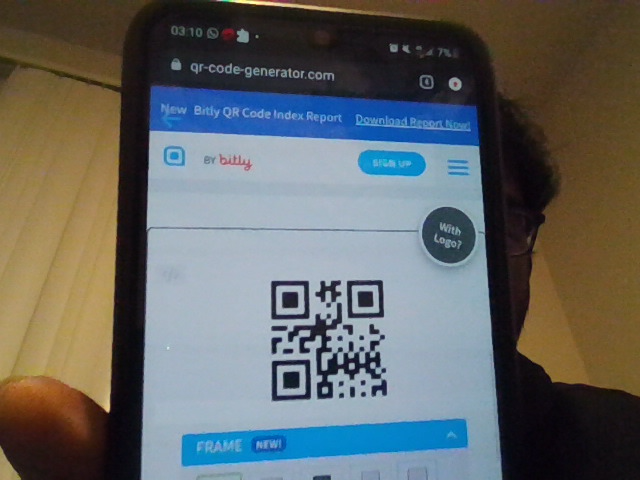 03:10
7%
qr-code-generator.com
New Bitly QR Code Index Report Download Report Now!
BY bitly
SIGN UP
With
Logo?
FRAME NEW!